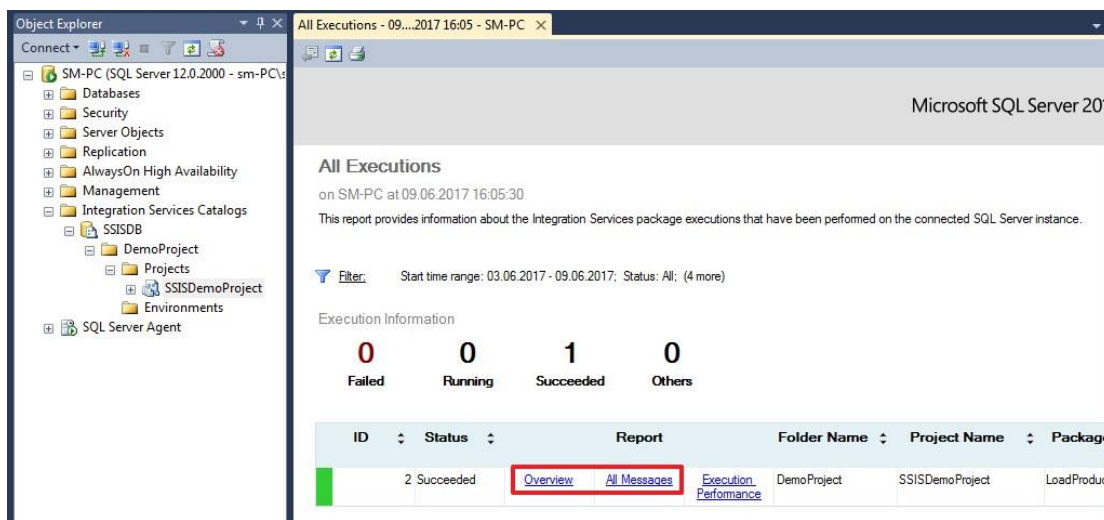 Object Explorer
Connect
SM-PC (SQL Server 12.0.2000 - sm-PC\s
Databases
Security
Server Objects
Replication
AlwaysOn High Availability
Management
Integration Services Catalogs
SSISDB
DemoProject
Projects
SSISDemoProject
Environments
SQL Server Agent
All Executions - 09....2017 16:05 - SM-PC
Microsoft SQL Server 201
All Executions
on SM-PC at 09.06.2017 16:05:30
This report provides information about the Integration Services package executions that have been performed on the connected SQL Server instance.
Filter: Start time range: 03.06.2017 - 09.06.2017; Status: All; (4 more)
Execution Information
0 0 1 0
Failed Running Succeeded Others
ID Status Report Folder Name Project Name Package
2 Succeeded Overview All Messages Execution Performance DemoProject SSISDemoProject LoadProduc